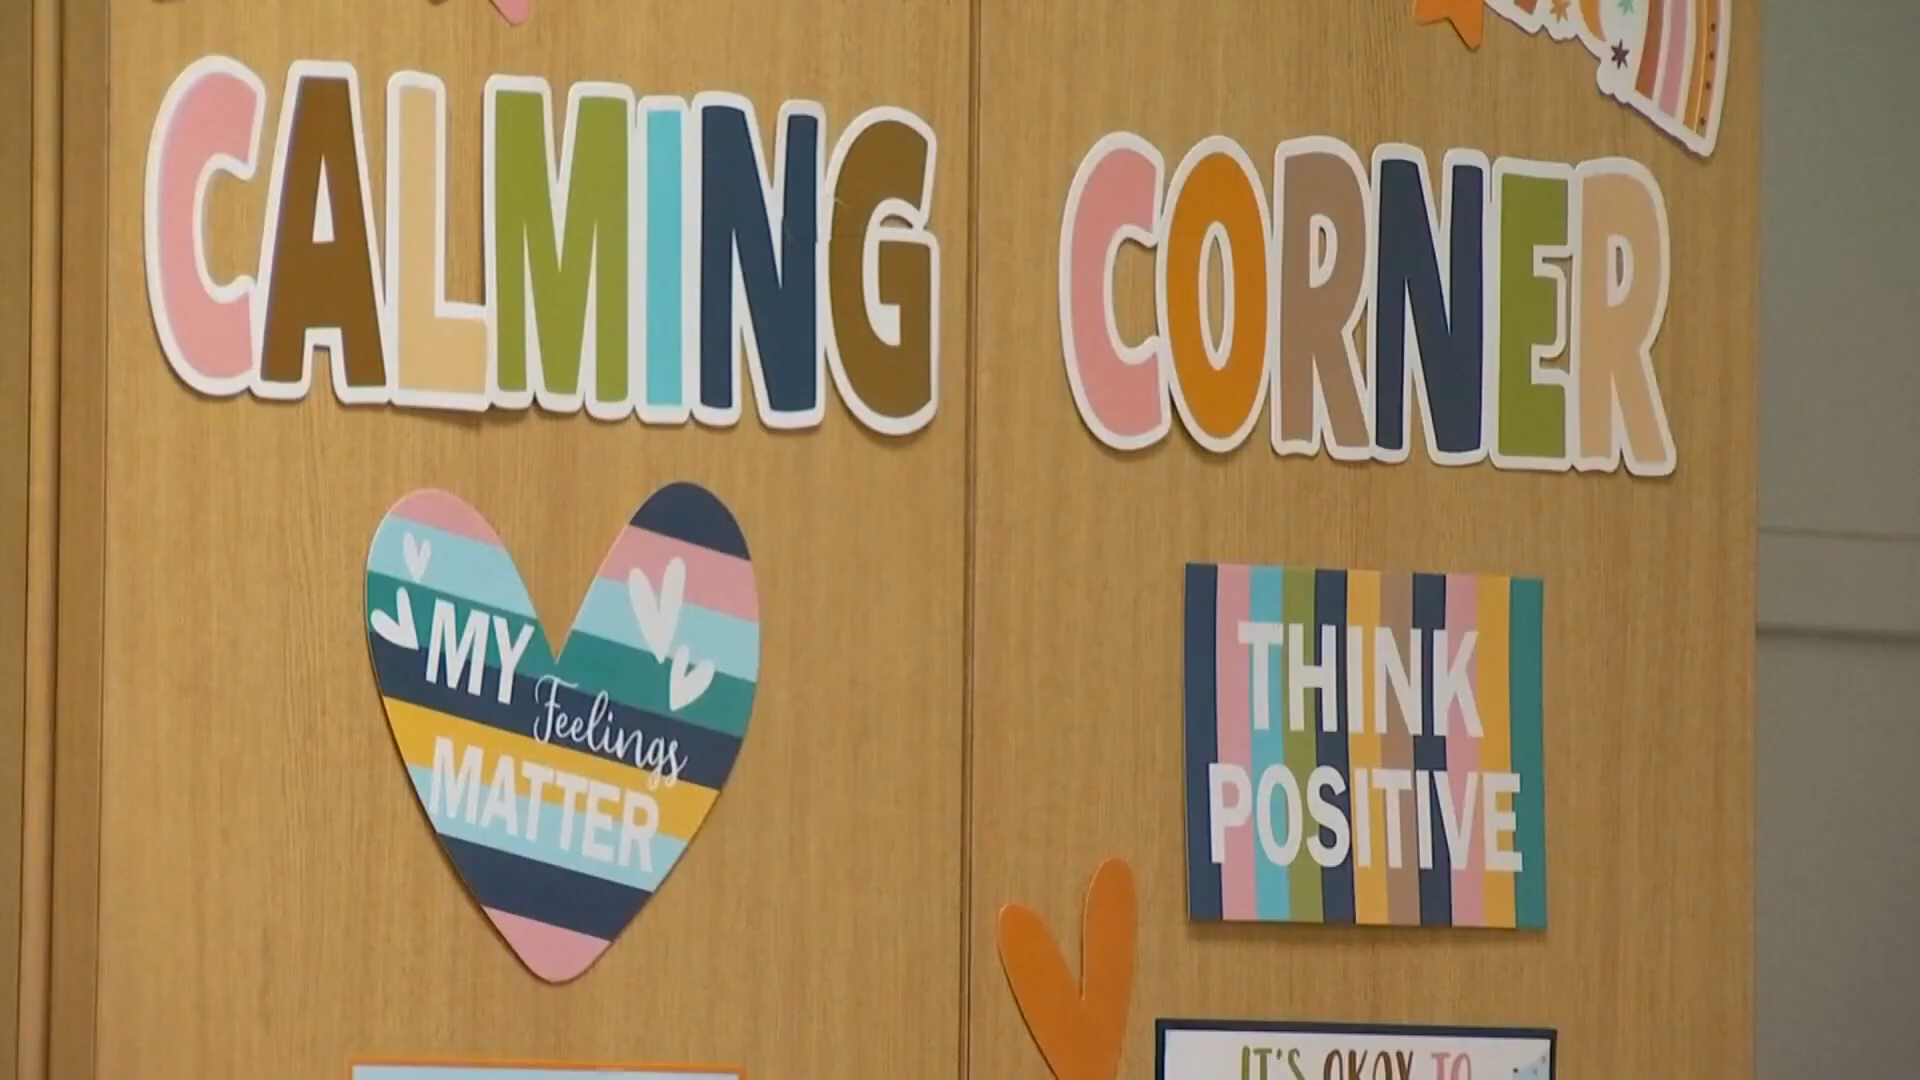 CALMING CORNER
MY
Feelings
MATTER
THINK
POSITIVE
IT'S OKAY TO